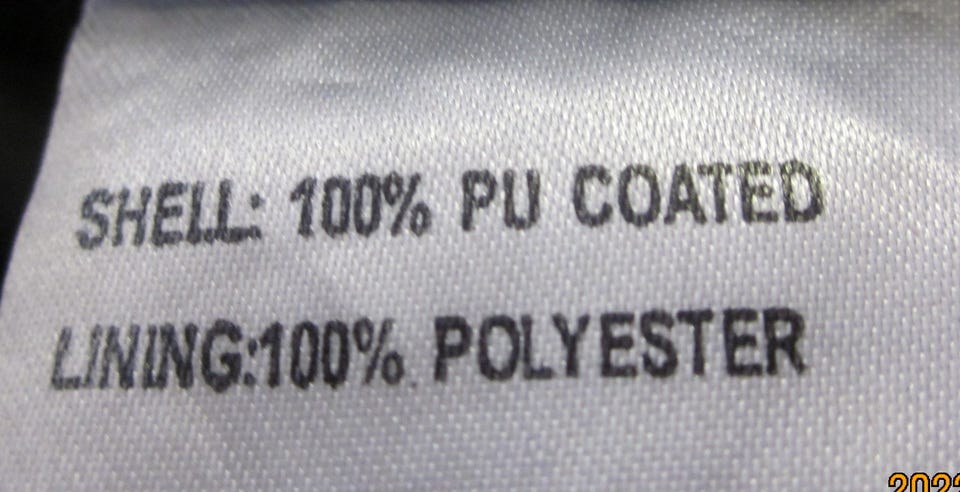 SHELL: 100% PU COATED
LINING:100% POLYESTER